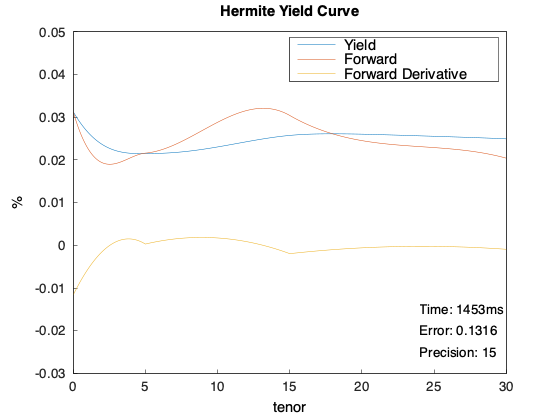 Hermite Yield Curve
0.05
0.04
0.03
0.02
0.01
0
-0.01
-0.02
-0.03
%
Yield
Forward
Forward Derivative
Time: 1453ms
Error: 0.1316
Precision: 15
0 5 10 15 20 25 30
tenor